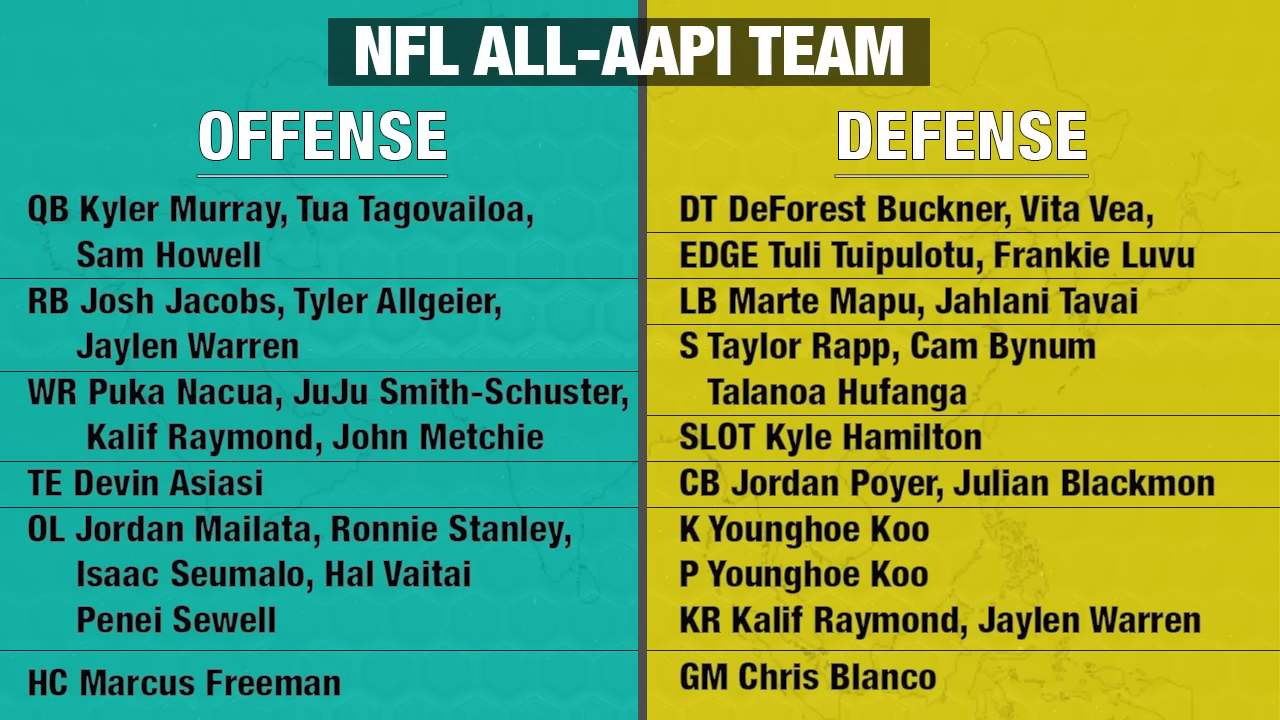 NFL ALL-AAPI TEAM
OFFENSE
QB Kyler Murray, Tua Tagovailoa,
Sam Howell
RB Josh Jacobs, Tyler Allgeier,
Jaylen Warren
WR Puka Nacua, JuJu Smith-Schuster,
Kalif Raymond, John Metchie
TE Devin Asiasi
OL Jordan Mailata, Ronnie Stanley,
Isaac Seumalo, Hal Vaitai
Penei Sewell
HC Marcus Freeman
DEFENSE
DT DeForest Buckner, Vita Vea,
EDGE Tuli Tuipulotu, Frankie Luvu
LB Marte Mapu, Jahlani Tavai
S Taylor Rapp, Cam Bynum
Talanoa Hufanga
SLOT Kyle Hamilton
CB Jordan Poyer, Julian Blackmon
K Younghoe Koo
P Younghoe Koo
KR Kalif Raymond, Jaylen Warren
GM Chris Blanco